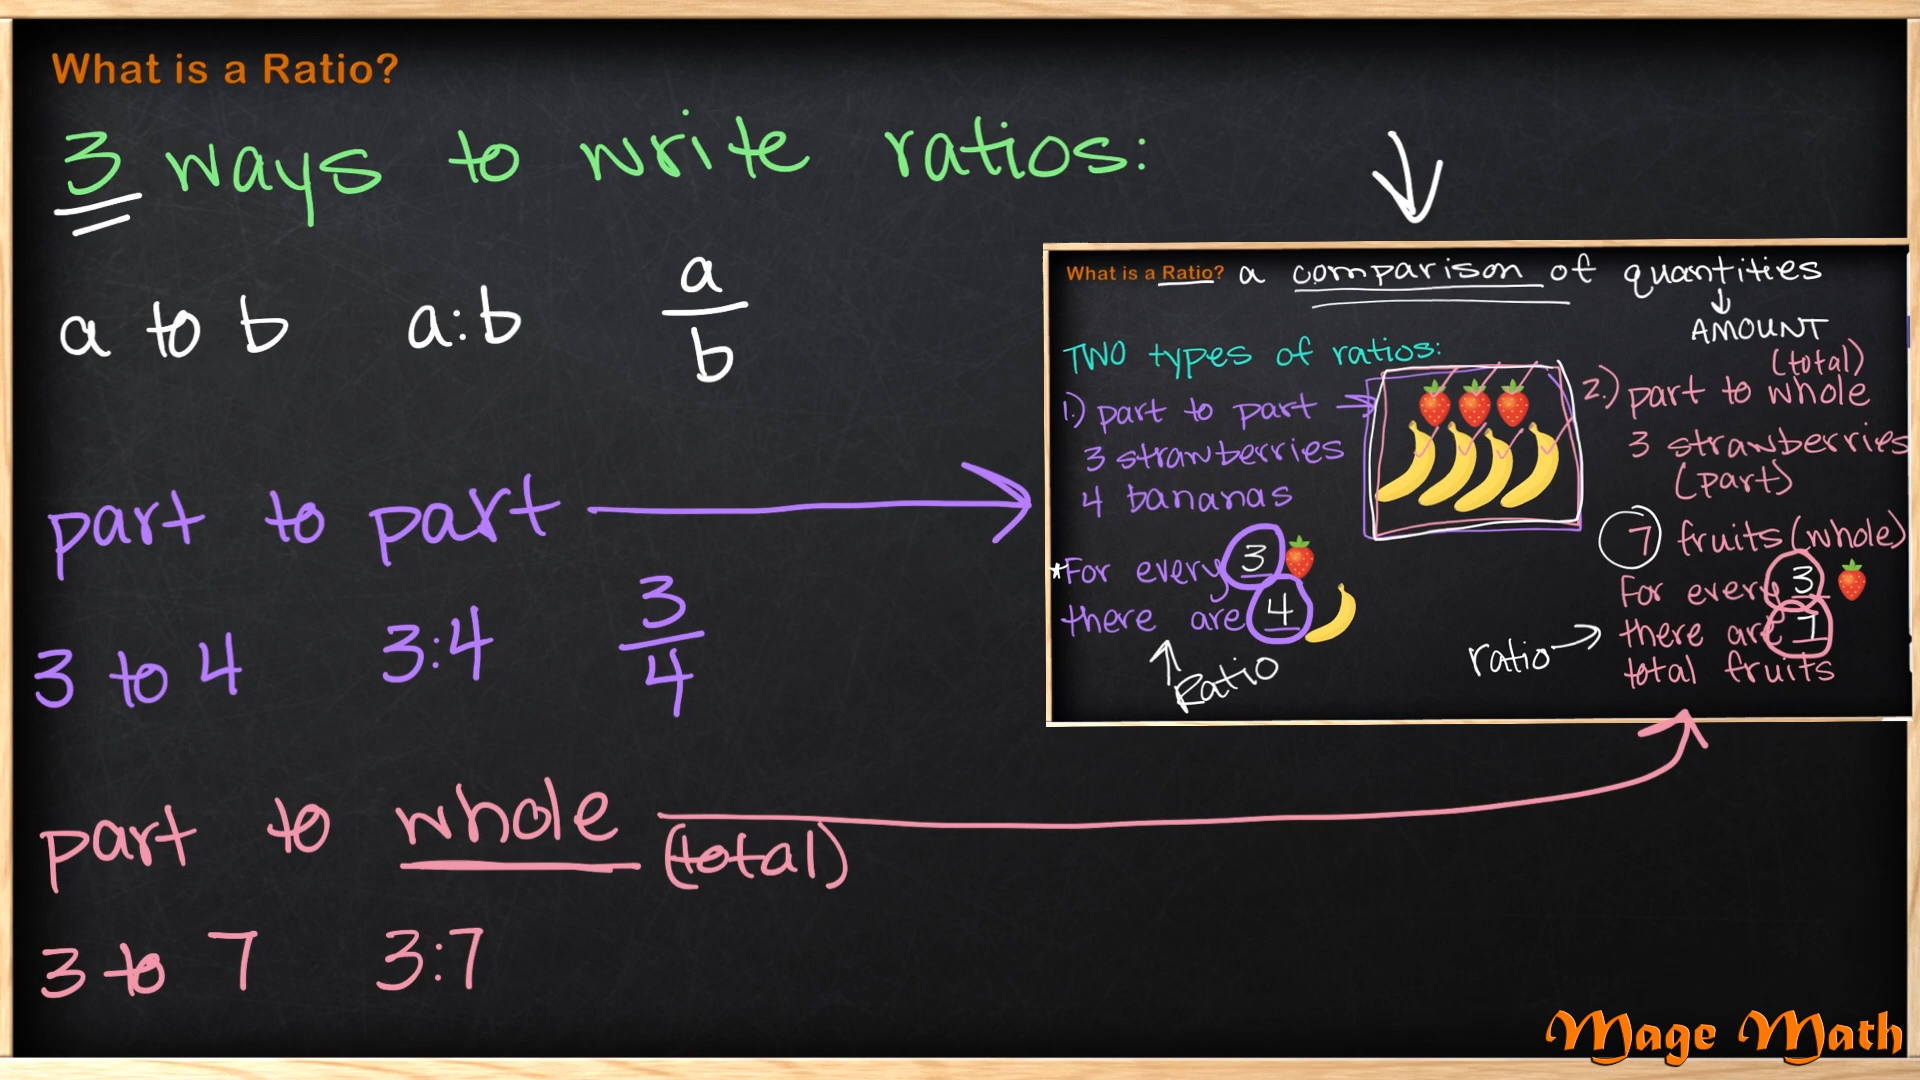 What is a Ratio?
3 ways to write ratios:
a to b a:b a/b
part to part
3 to 4 3:4 3/4
part to whole (total)
3 to 7 3:7
What is a Ratio? a comparison of quantities
AMOUNT
TWO types of ratios:
1.) part to part
3 strawberries
4 bananas
*For every 3
there are 4
Ratio
(total)
2.) part to whole
3 strawberries
(part)
7 fruits (whole)
For every 3
there are 7
total fruits
ratio
Mage Math